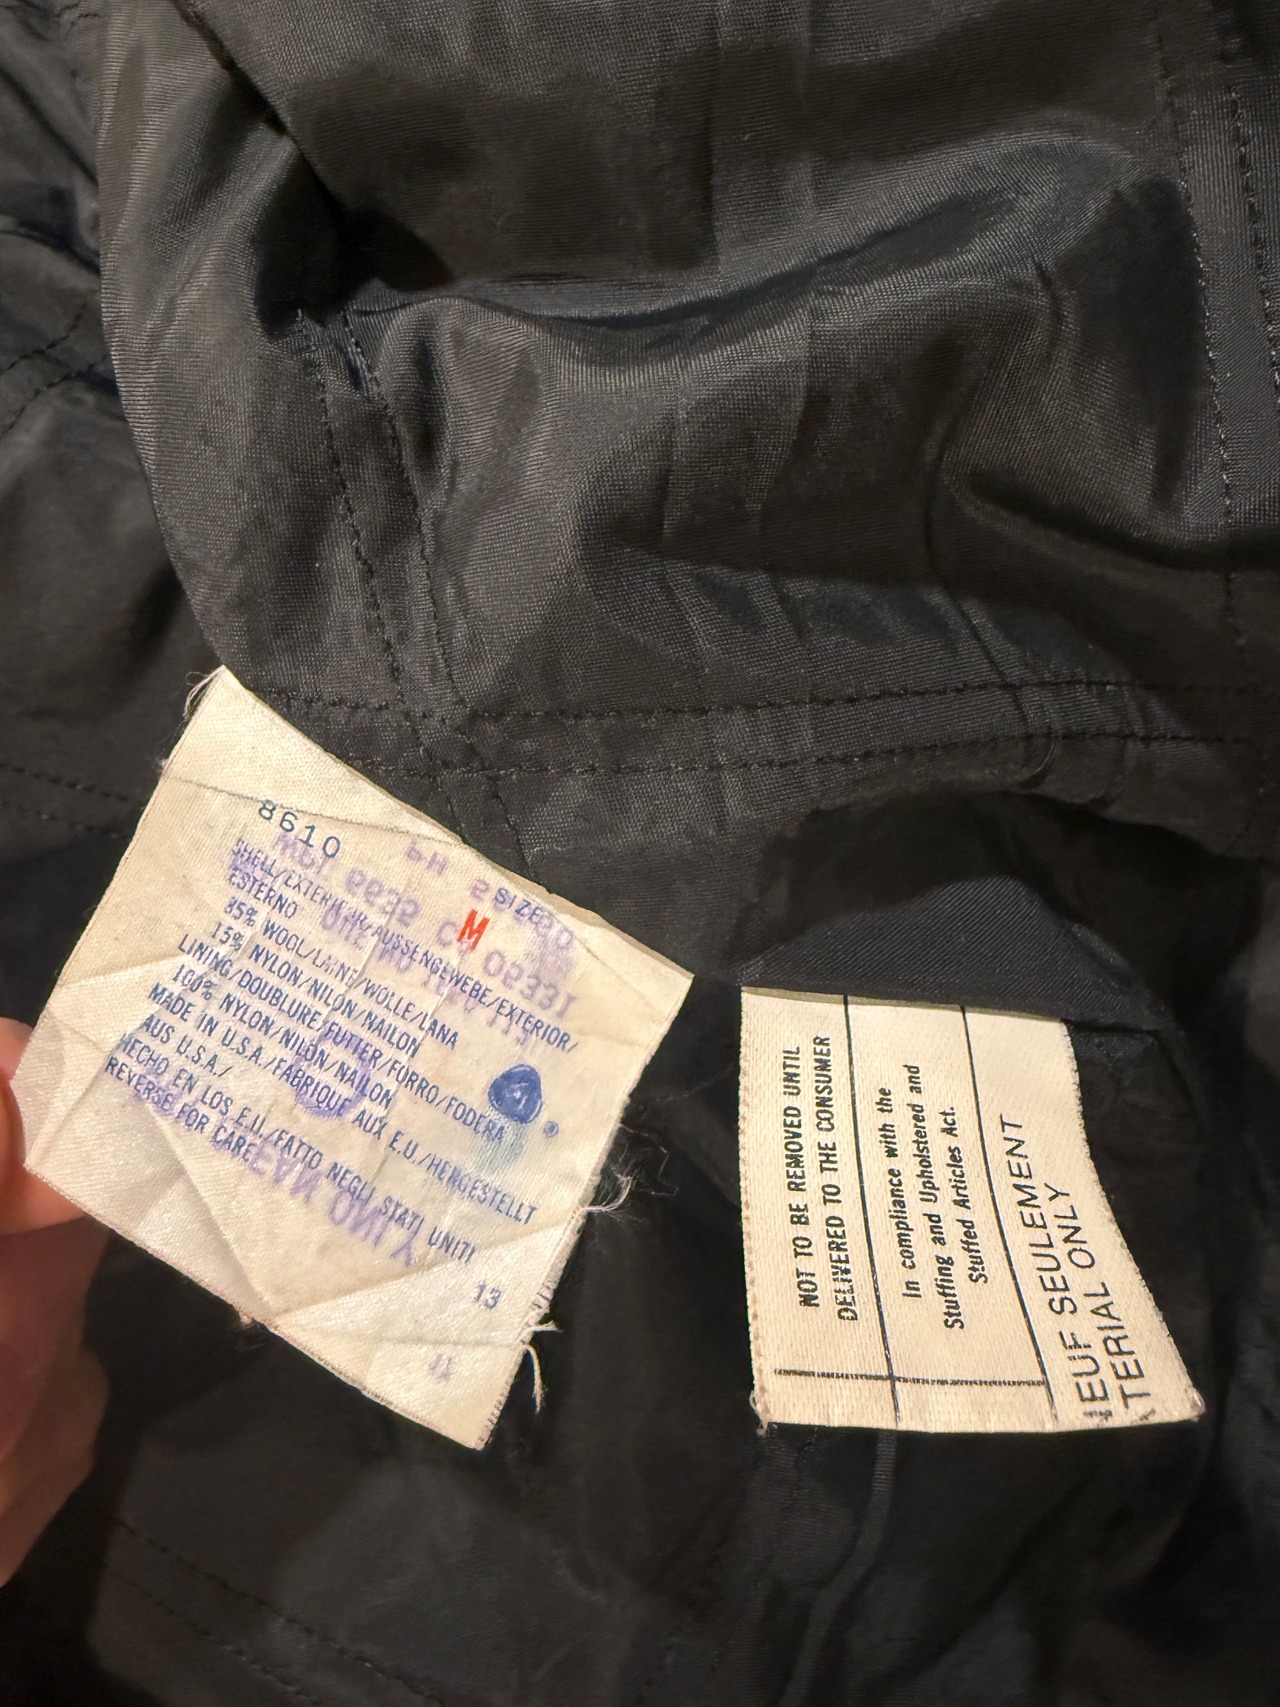 8610
SIZE
M
SHELL/EXTERIEUR/AUSSENGEWEBE/EXTERIOR/
ESTERNO
85% WOOL/LAINE/WOLLE/LANA
15% NYLON/NILON/NAILON
LINING/DOUBLURE/FUTTER/FORRO/FODERA
100% NYLON/NILON/NAILON
MADE IN U.S.A./FABRIQUE AUX E.U./HERGESTELLT
AUS U.S.A./
HECHO EN LOS E.U./FATTO NEGLI STATI UNITI
REVERSE FOR CARE
®
13
NOT TO BE REMOVED UNTIL
DELIVERED TO THE CONSUMER
In compliance with the
Stuffing and Upholstered and
Stuffed Articles Act.
EUF SEULEMENT
TERIAL ONLY